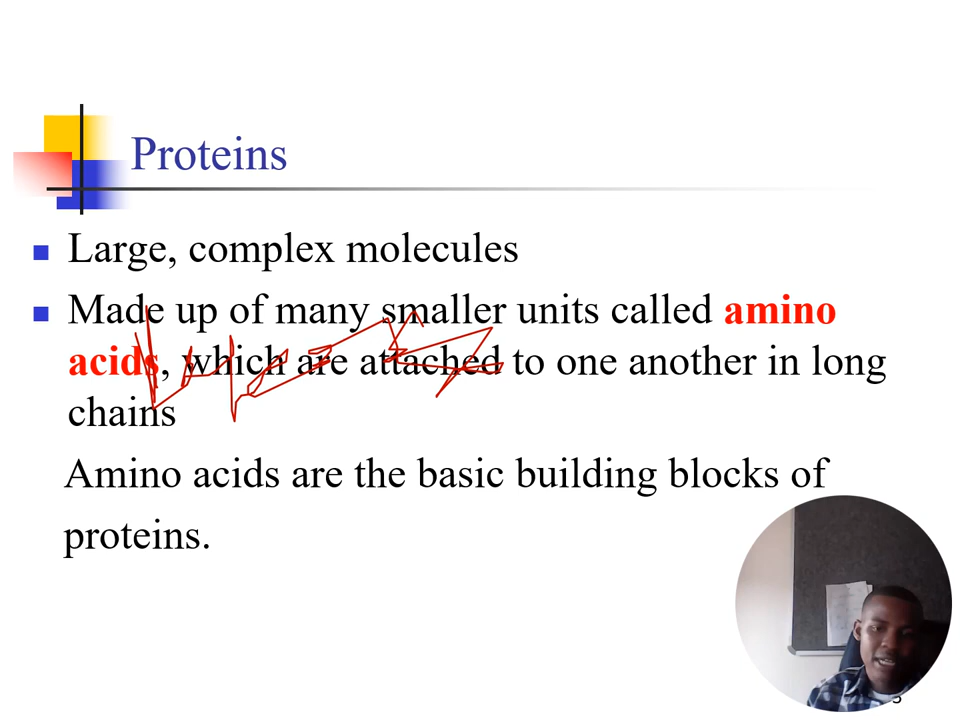 Proteins
Large, complex molecules
Made up of many smaller units called amino
acids, which are attached to one another in long
chains
Amino acids are the basic building blocks of
proteins.
5